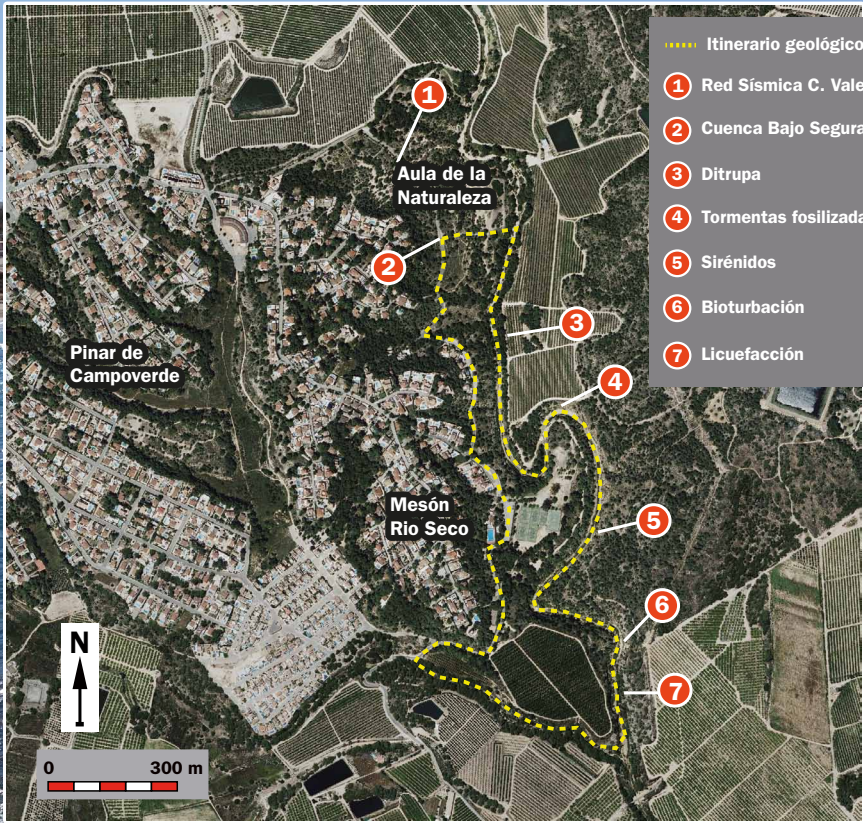 Itinerario geológico
1 Red Sísmica C. Vale
2 Cuenca Bajo Segura
3 Ditrupa
4 Tormentas fosilizada
5 Sirénidos
6 Bioturbación
7 Licuefacción
1
Aula de la
Naturaleza
2
3
Pinar de
Campoverde
4
Mesón
Rio Seco
5
6
N
7
0 300 m